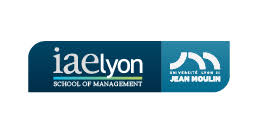 iaelyon
SCHOOL OF MANAGEMENT
UNIVERSITÉ LYON III
JEAN MOULIN